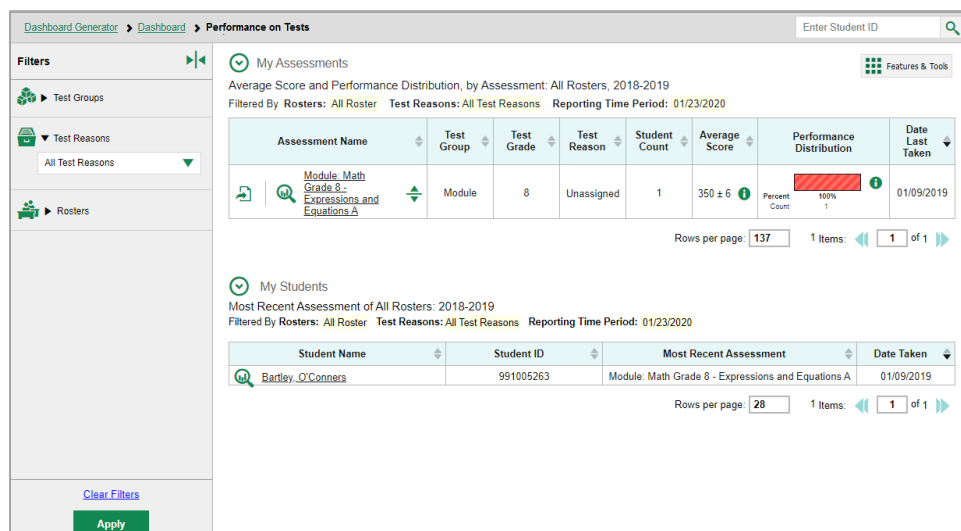 Dashboard Generator > Dashboard > Performance on Tests
Enter Student ID
Filters
Test Groups
Test Reasons
All Test Reasons
Rosters
Clear Filters
Apply
My Assessments
Features & Tools
Average Score and Performance Distribution, by Assessment: All Rosters, 2018-2019
Filtered By Rosters: All Roster Test Reasons: All Test Reasons Reporting Time Period: 01/23/2020
Assessment Name
Test
Group
Test
Grade
Test
Reason
Student
Count
Average
Score
Performance
Distribution
Date
Last
Taken
Module: Math
Grade 8 -
Expressions and
Equations A
Module
8
Unassigned
1
350 ± 6
Percent 100%
Count 1
01/09/2019
Rows per page: 137 1 Items: 1 of 1
My Students
Most Recent Assessment of All Rosters: 2018-2019
Filtered By Rosters: All Roster Test Reasons: All Test Reasons Reporting Time Period: 01/23/2020
Student Name Student ID Most Recent Assessment Date Taken
Bartley, O'Conners 991005263 Module: Math Grade 8 - Expressions and Equations A 01/09/2019
Rows per page: 28 1 Items: 1 of 1